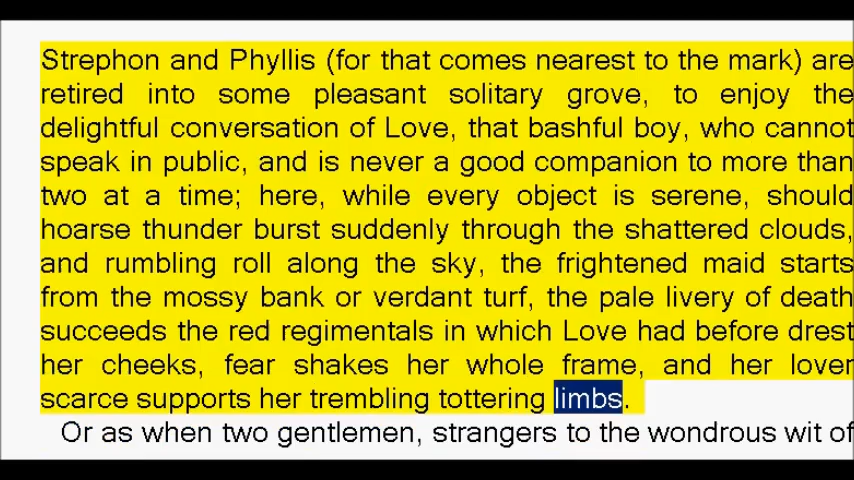 Strephon and Phyllis (for that comes nearest to the mark) are
retired into some pleasant solitary grove, to enjoy the
delightful conversation of Love, that bashful boy, who cannot
speak in public, and is never a good companion to more than
two at a time; here, while every object is serene, should
hoarse thunder burst suddenly through the shattered clouds,
and rumbling roll along the sky, the frightened maid starts
from the mossy bank or verdant turf, the pale livery of death
succeeds the red regimentals in which Love had before drest
her cheeks, fear shakes her whole frame, and her lover
scarce supports her trembling tottering limbs.
Or as when two gentlemen, strangers to the wondrous wit of